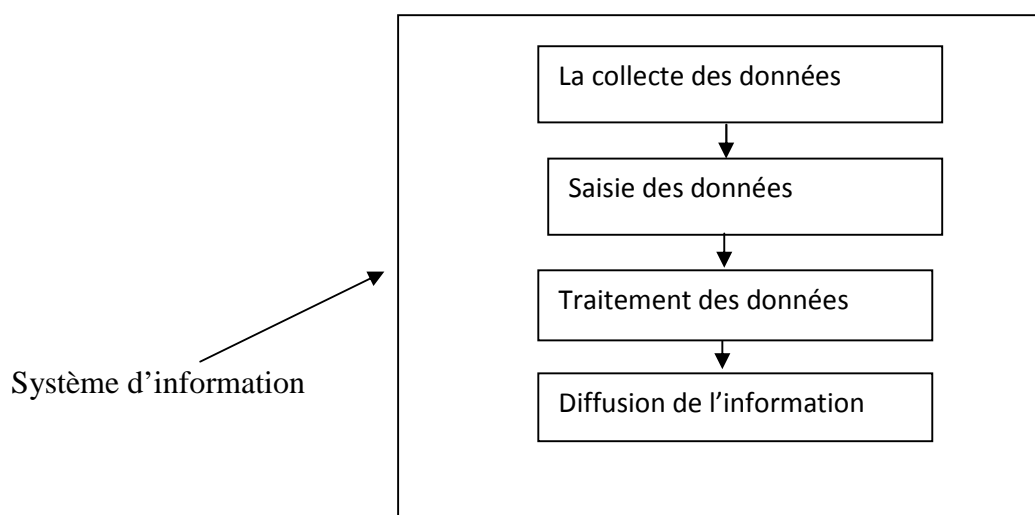 La collecte des données
Saisie des données
Traitement des données
Système d’information
Diffusion de l’information